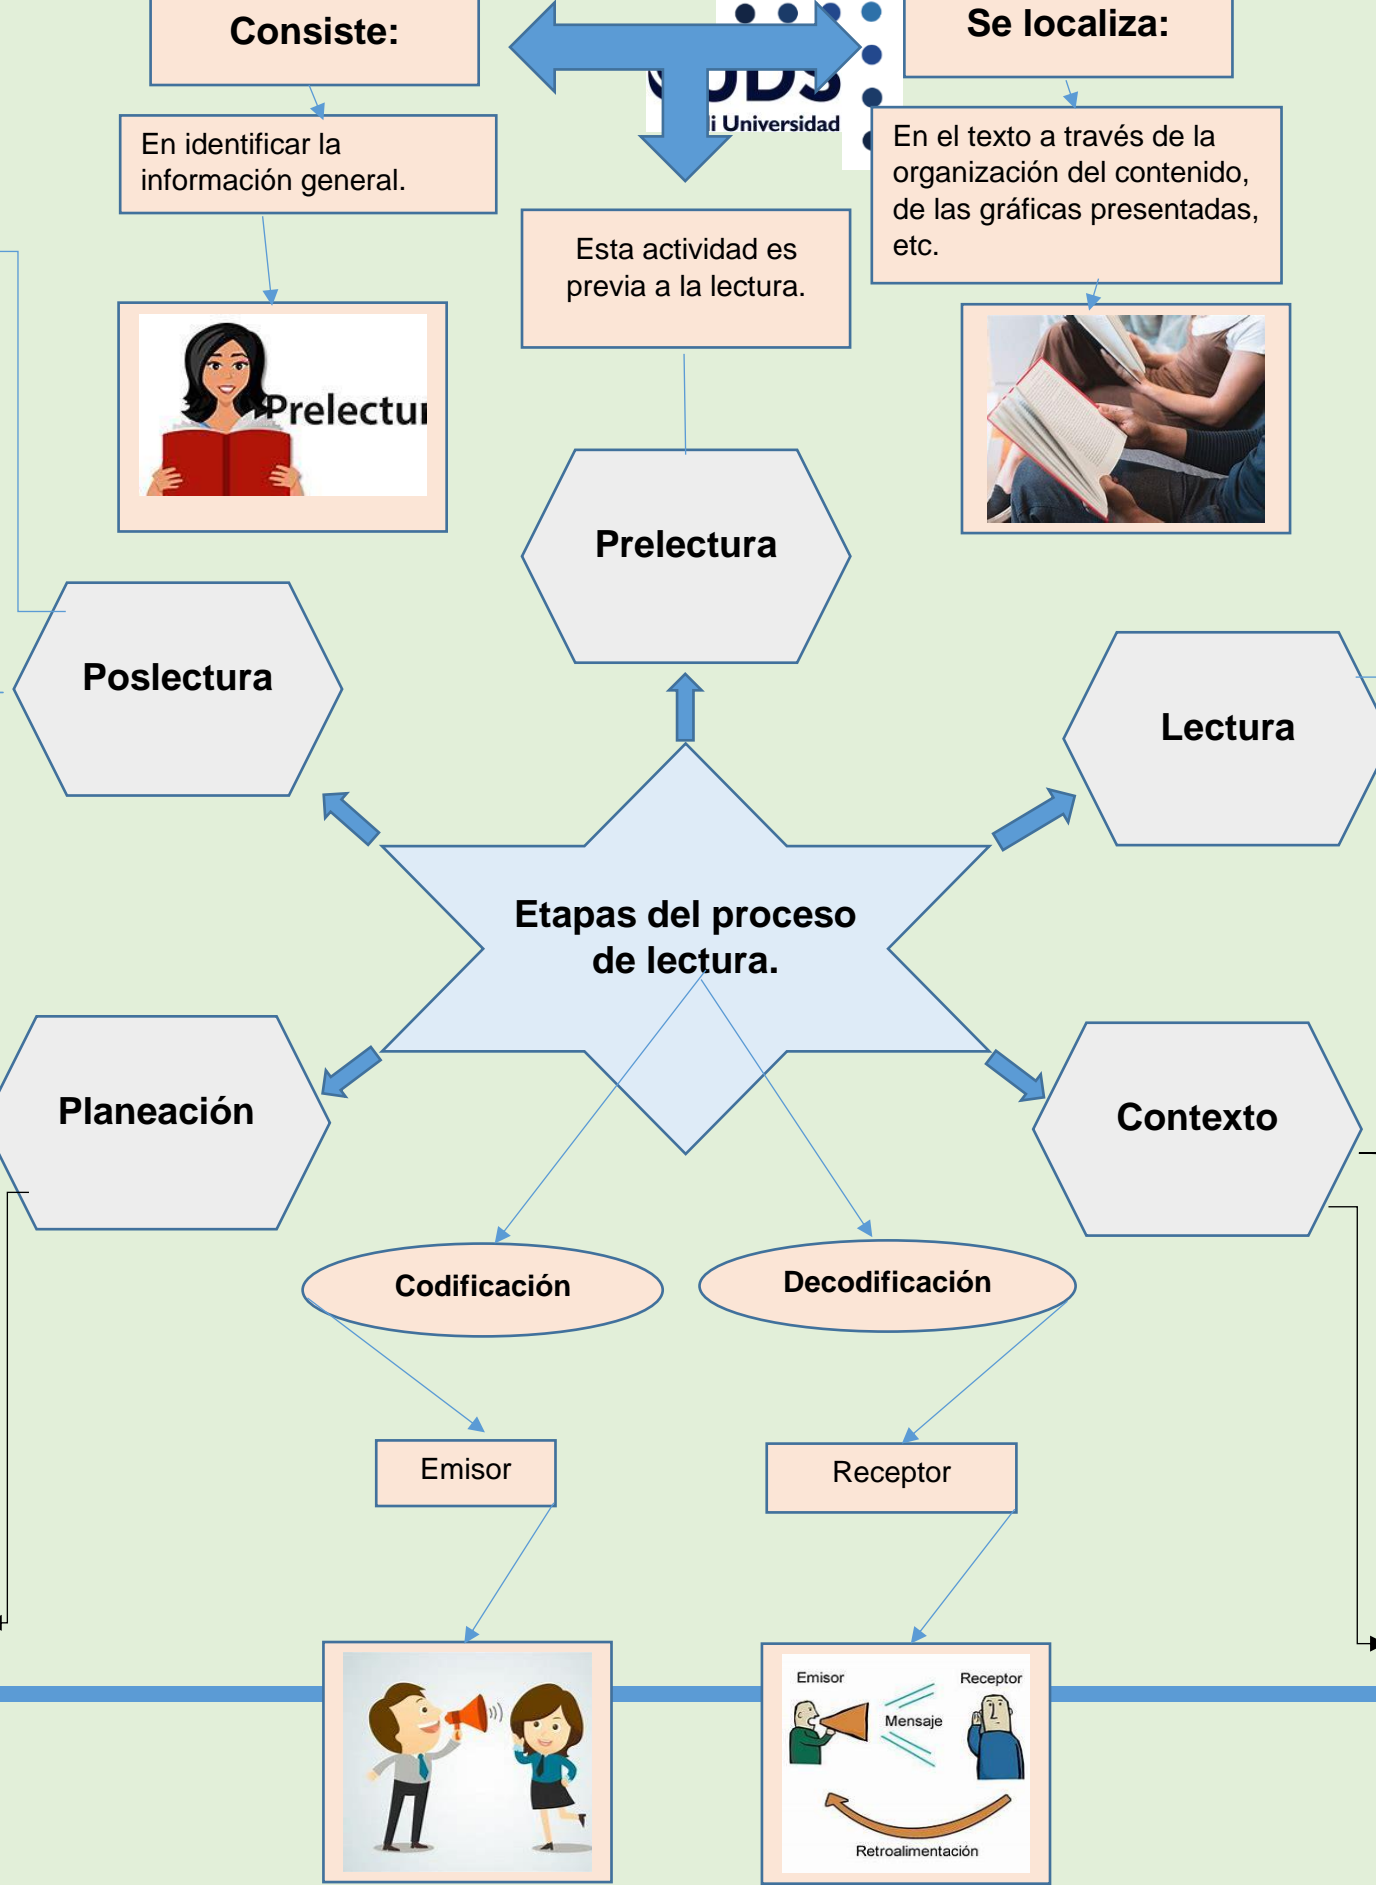 Consiste:
Se localiza:
i Universidad
En identificar la
información general.
En el texto a través de la
organización del contenido,
de las gráficas presentadas,
etc.
Esta actividad es
previa a la lectura.
Prelectur
Prelectura
Poslectura
Lectura
Etapas del proceso
de lectura.
Planeación
Contexto
Codificación
Decodificación
Emisor
Receptor
Emisor
Receptor
Mensaje
Retroalimentación